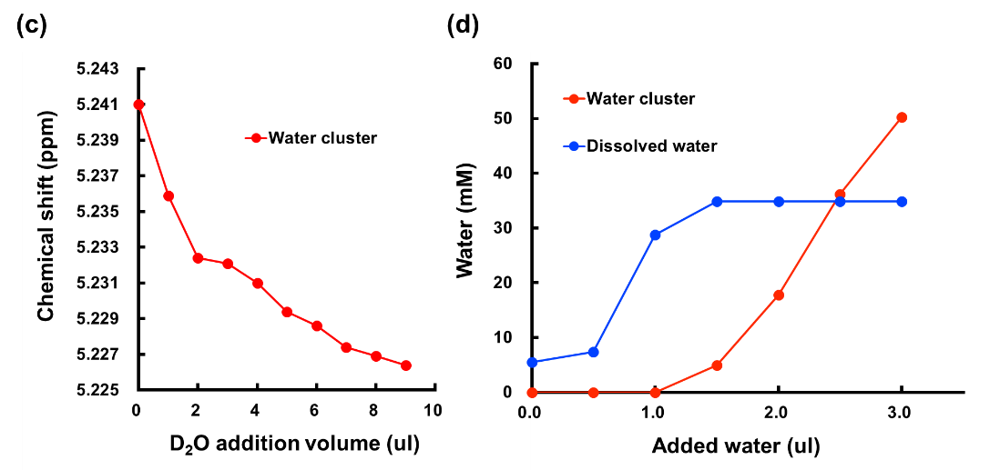 (c)
Chemical shift (ppm)
5.243
5.241
5.239
5.237
5.235
5.233
5.231
5.229
5.227
5.225
Water cluster
0 2 4 6 8 10
D₂O addition volume (ul)
(d)
Water (mM)
60
50
40
30
20
10
0
Water cluster
Dissolved water
0.0 1.0 2.0 3.0
Added water (ul)